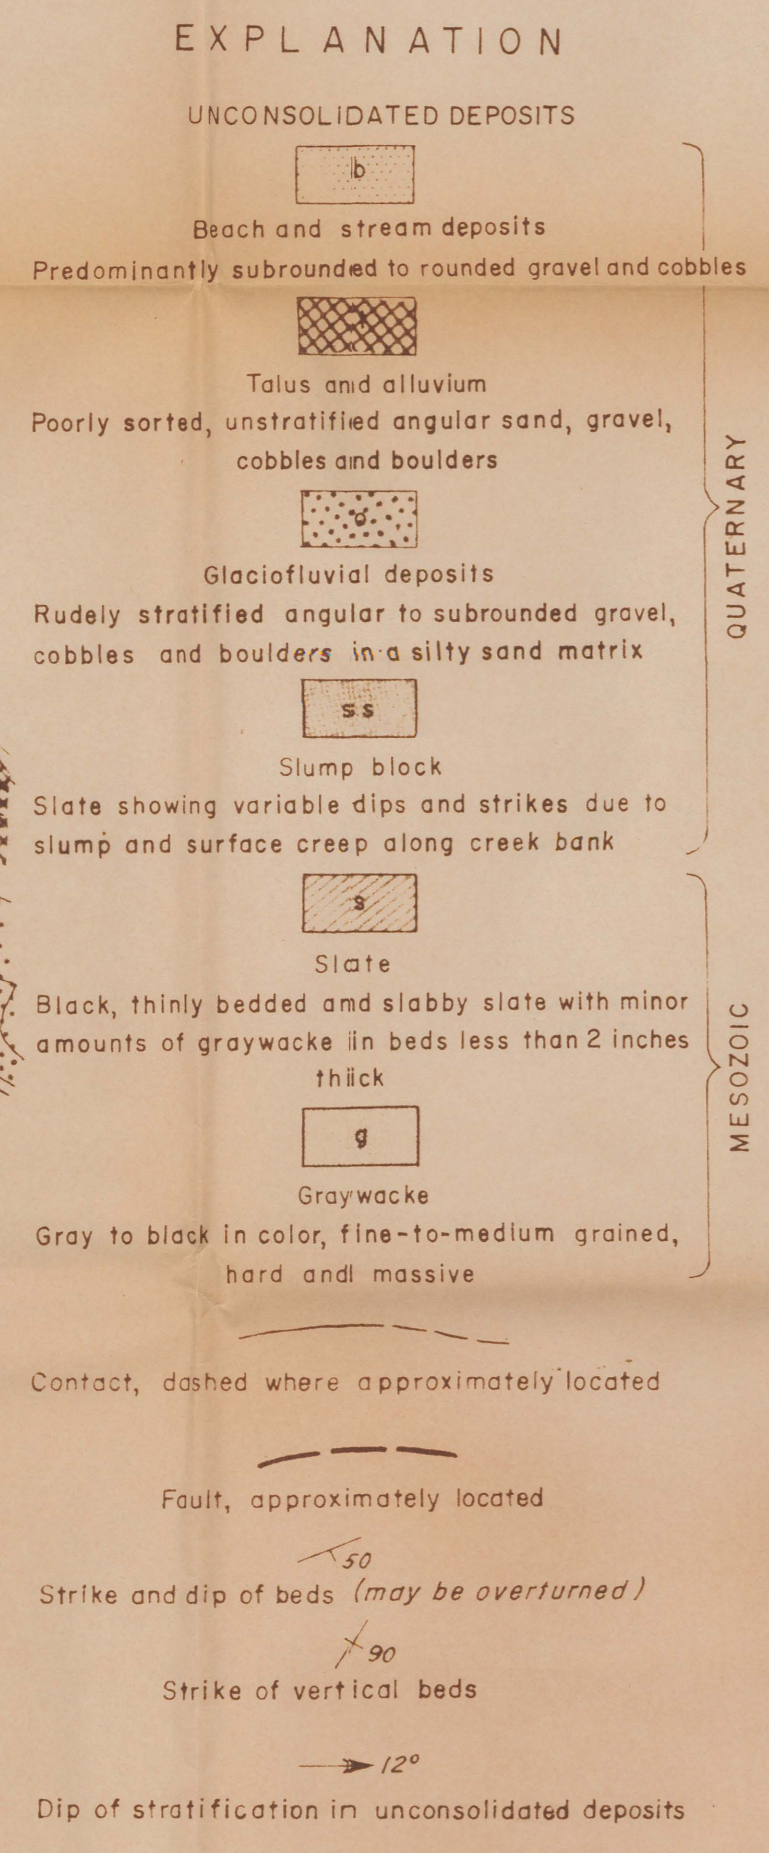 EXPLANATION
UNCONSOLIDATED DEPOSITS
b
Beach and stream deposits
Predominantly subrounded to rounded gravel and cobbles
Talus and alluvium
Poorly sorted, unstratified angular sand, gravel,
cobbles and boulders
Glaciofluvial deposits
Rudely stratified angular to subrounded gravel,
cobbles and boulders in a silty sand matrix
ss
Slump block
Slate showing variable dips and strikes due to
slump and surface creep along creek bank
QUATERNARY
s
Slate
Black, thinly bedded and slabby slate with minor
amounts of graywacke in beds less than 2 inches
thick
g
Graywacke
Gray to black in color, fine-to-medium grained,
hard and massive
MESOZOIC
Contact, dashed where approximately located
Fault, approximately located
50
Strike and dip of beds (may be overturned)
90
Strike of vertical beds
12°
Dip of stratification in unconsolidated deposits